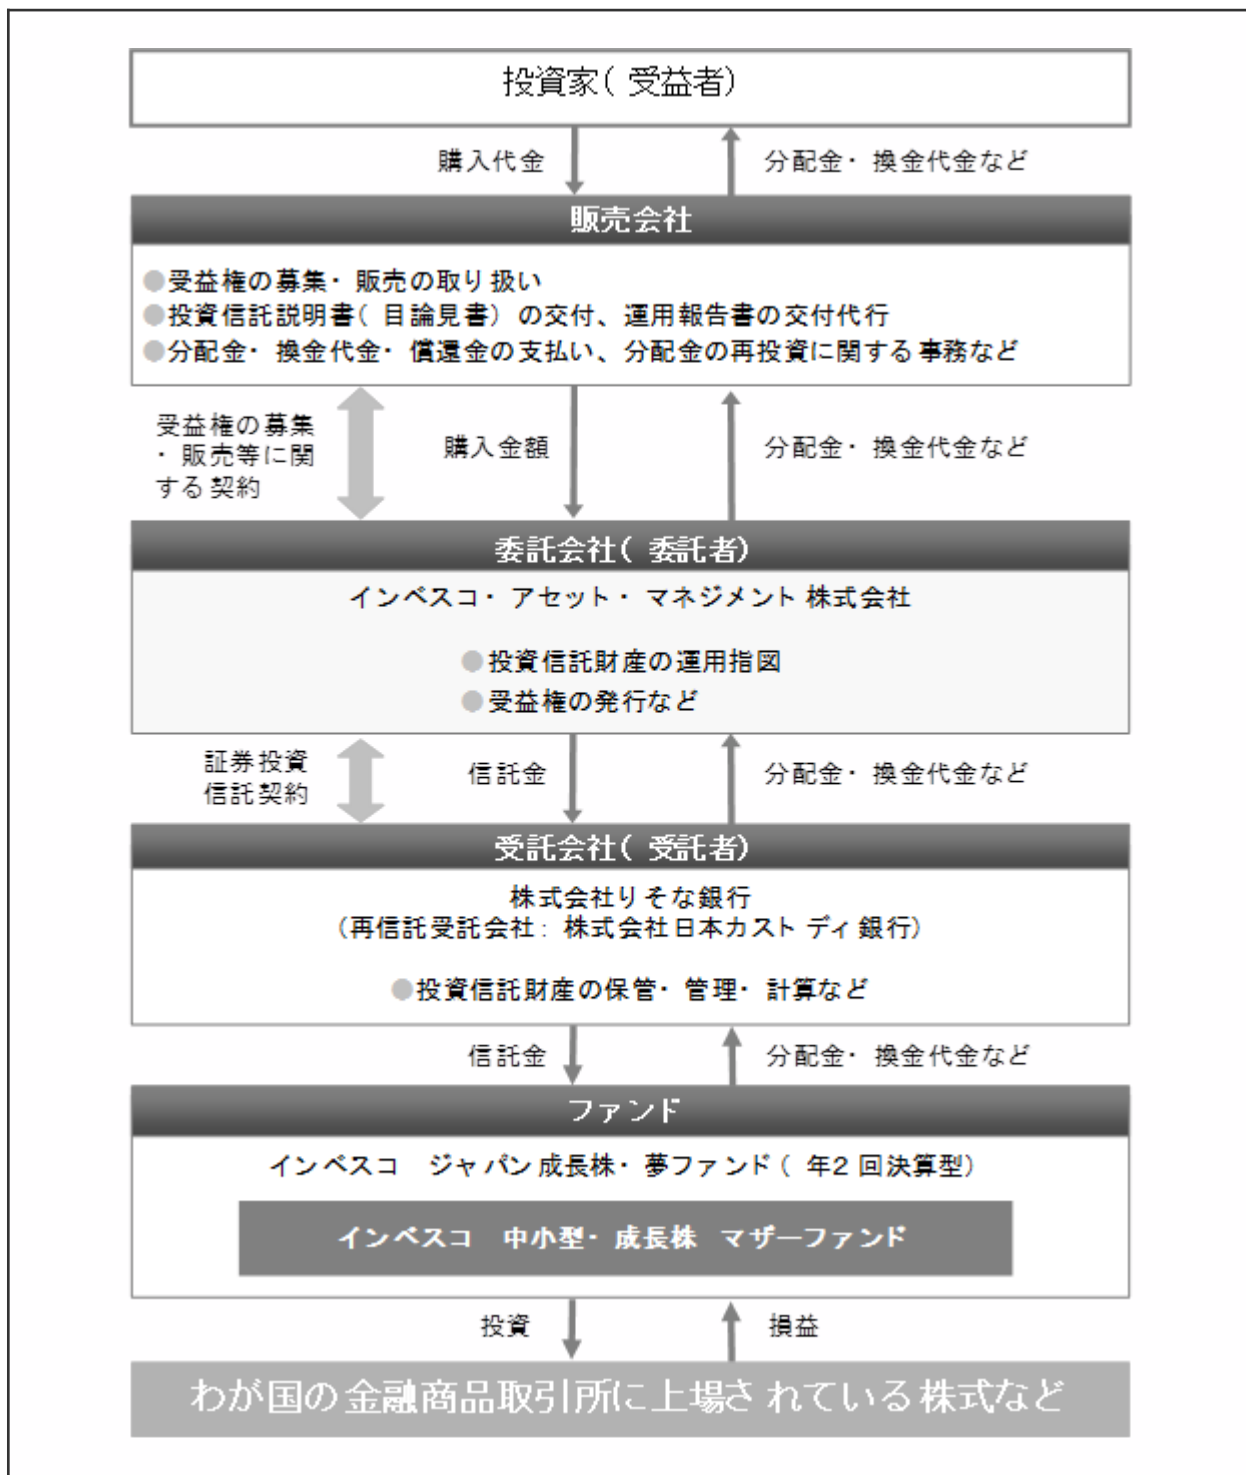 投資家(受益者)
購入代金 分配金・換金代金など
販売会社
●受益権の募集・販売の取り扱い
●投資信託説明書(目論見書)の交付、運用報告書の交付代行
●分配金・換金代金・償還金の支払い、分配金の再投資に関する事務など
受益権の募集
・販売等に関
する契約
購入金額 分配金・換金代金など
委託会社(委託者)
インベスコ・アセット・マネジメント株式会社
●投資信託財産の運用指図
●受益権の発行など
証券投資
信託契約
信託金 分配金・換金代金など
受託会社(受託者)
株式会社りそな銀行
(再信託受託会社:株式会社日本カストディ銀行)
●投資信託財産の保管・管理・計算など
信託金 分配金・換金代金など
ファンド
インベスコ ジャパン成長株・夢ファンド(年2回決算型)
インベスコ 中小型・成長株 マザーファンド
投資 損益
わが国の金融商品取引所に上場されている株式など